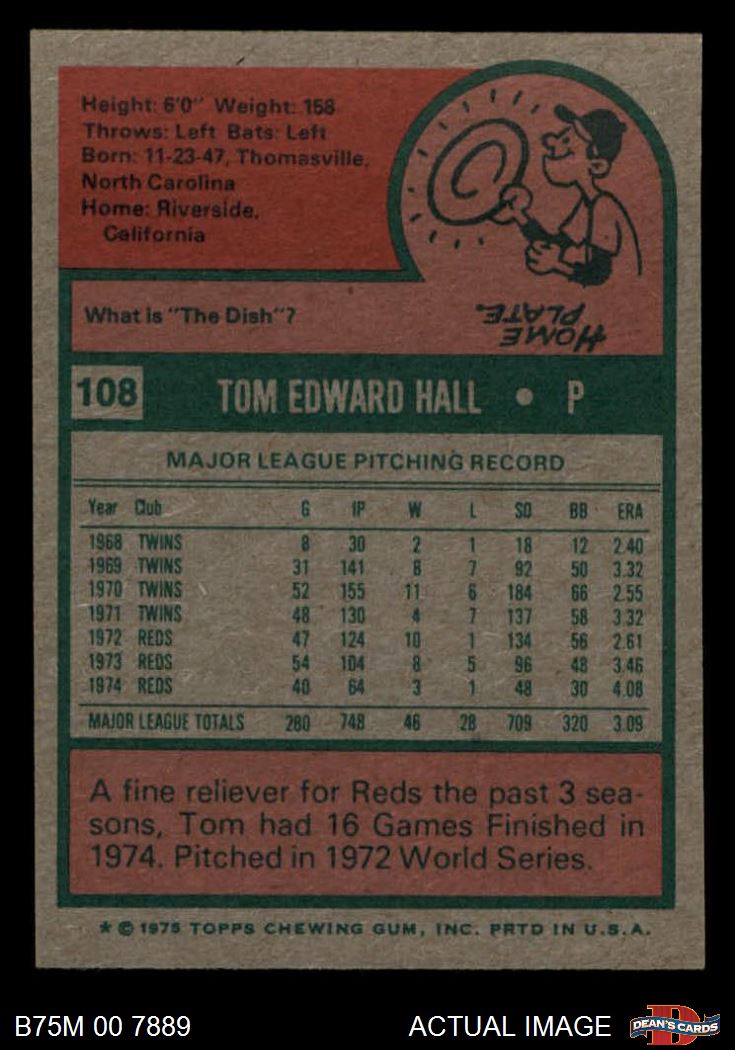 Height: 6'0" Weight: 158
Throws: Left Bats: Left
Born: 11-23-47, Thomasville,
North Carolina
Home: Riverside,
California
What is "The Dish"?
HOME
PLATE.
108 TOM EDWARD HALL • P
MAJOR LEAGUE PITCHING RECORD
Year Club G IP W L SO BB ERA
1968 TWINS 8 30 2 1 18 12 2.40
1969 TWINS 31 141 8 7 92 50 3.32
1970 TWINS 52 155 11 6 184 66 2.55
1971 TWINS 48 130 4 7 137 58 3.32
1972 REDS 47 124 10 1 134 56 2.61
1973 REDS 54 104 8 5 96 48 3.46
1974 REDS 40 64 3 1 48 30 4.08
MAJOR LEAGUE TOTALS 280 748 46 28 709 320 3.09
A fine reliever for Reds the past 3 sea-
sons, Tom had 16 Games Finished in
1974. Pitched in 1972 World Series.
* © 1975 TOPPS CHEWING GUM, INC. PRTD IN U.S.A.
B75M 00 7889 ACTUAL IMAGE
D
DEAN'S CARDS